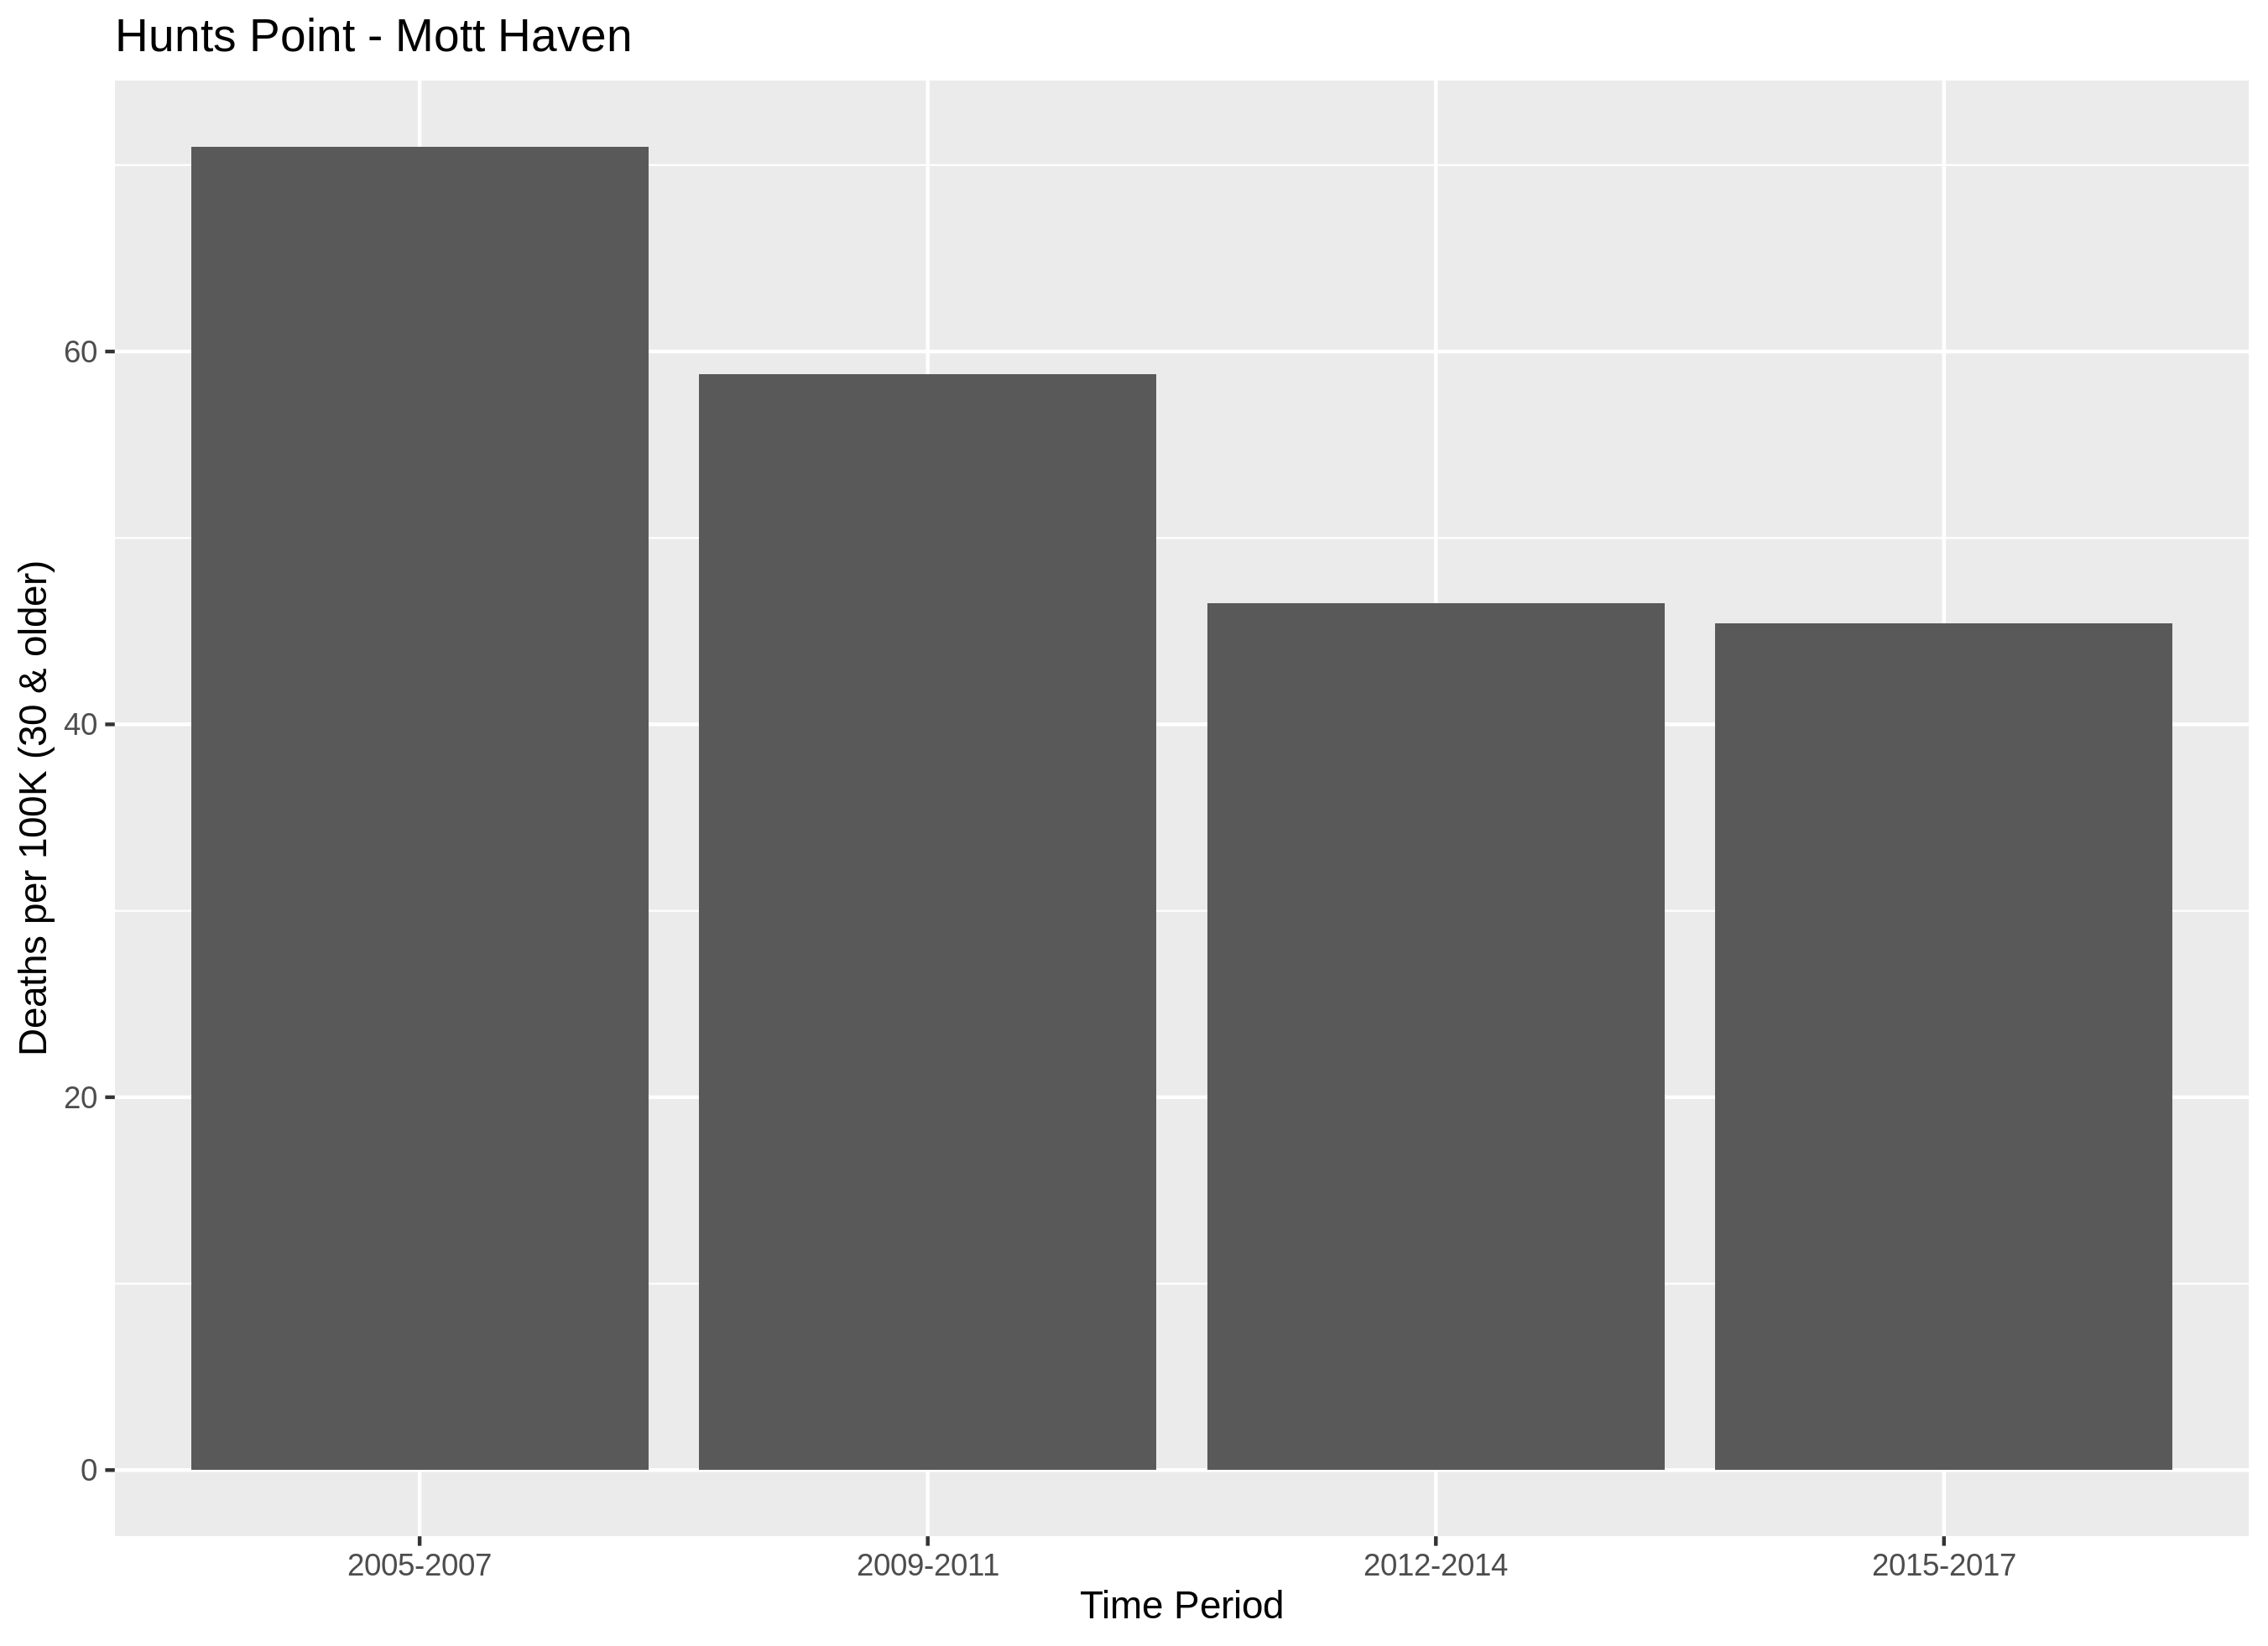 Hunts Point - Mott Haven
Deaths per 100K (30 & older)
60
40
20
0
2005-2007 2009-2011 2012-2014 2015-2017
Time Period